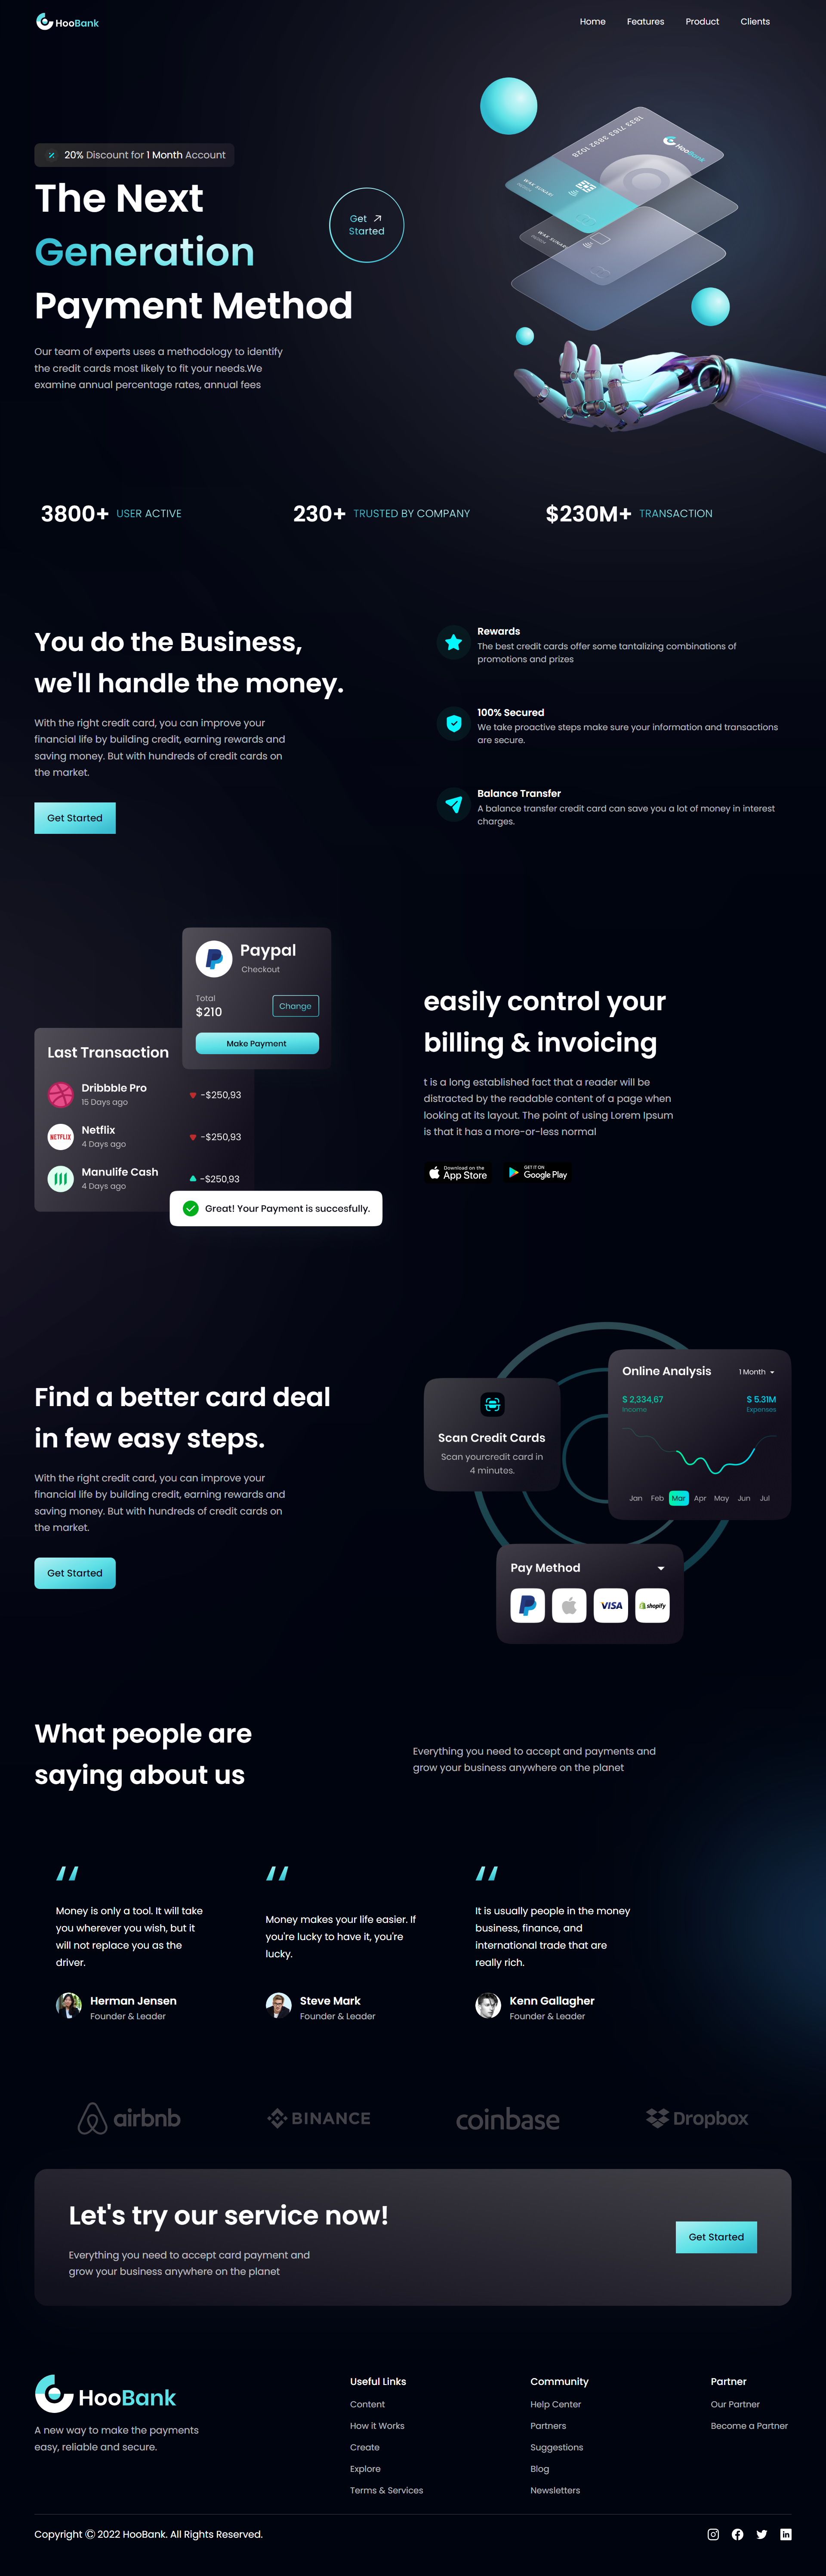 HooBank
Home Features Product Clients
20% Discount for 1 Month Account
The Next
Generation
Payment Method
Get
Started
Our team of experts uses a methodology to identify
the credit cards most likely to fit your needs.We
examine annual percentage rates, annual fees
1933 7163 3892 1028
HooBank
3800+ USER ACTIVE
230+ TRUSTED BY COMPANY
$230M+ TRANSACTION
You do the Business,
we'll handle the money.
With the right credit card, you can improve your
financial life by building credit, earning rewards and
saving money. But with hundreds of credit cards on
the market.
Get Started
Rewards
The best credit cards offer some tantalizing combinations of
promotions and prizes
100% Secured
We take proactive steps make sure your information and transactions
are secure.
Balance Transfer
A balance transfer credit card can save you a lot of money in interest
charges.
Paypal
Checkout
Total
$210
Change
Make Payment
Last Transaction
Dribbble Pro
15 Days ago
-$250,93
NETFLIX
Netflix
4 Days ago
-$250,93
Manulife Cash
4 Days ago
-$250,93
Great! Your Payment is succesfully.
easily control your
billing & invoicing
t is a long established fact that a reader will be
distracted by the readable content of a page when
looking at its layout. The point of using Lorem Ipsum
is that it has a more-or-less normal
Download on the
App Store
GET IT ON
Google Play
Find a better card deal
in few easy steps.
With the right credit card, you can improve your
financial life by building credit, earning rewards and
saving money. But with hundreds of credit cards on
the market.
Get Started
Scan Credit Cards
Scan yourcredit card in
4 minutes.
Online Analysis
1 Month
$ 2,334,67
Income
$ 5.31M
Expenses
Jan Feb Mar Apr May Jun Jul
Pay Method
VISA
shopify
What people are
saying about us
Everything you need to accept and payments and
grow your business anywhere on the planet
Money is only a tool. It will take
you wherever you wish, but it
will not replace you as the
driver.
Herman Jensen
Founder & Leader
Money makes your life easier. If
you're lucky to have it, you're
lucky.
Steve Mark
Founder & Leader
It is usually people in the money
business, finance, and
international trade that are
really rich.
Kenn Gallagher
Founder & Leader
airbnb
BINANCE
coinbase
Dropbox
Let's try our service now!
Everything you need to accept card payment and
grow your business anywhere on the planet
Get Started
HooBank
A new way to make the payments
easy, reliable and secure.
Useful Links
Content
How it Works
Create
Explore
Terms & Services
Community
Help Center
Partners
Suggestions
Blog
Newsletters
Partner
Our Partner
Become a Partner
Copyright Ⓒ 2022 HooBank. All Rights Reserved.